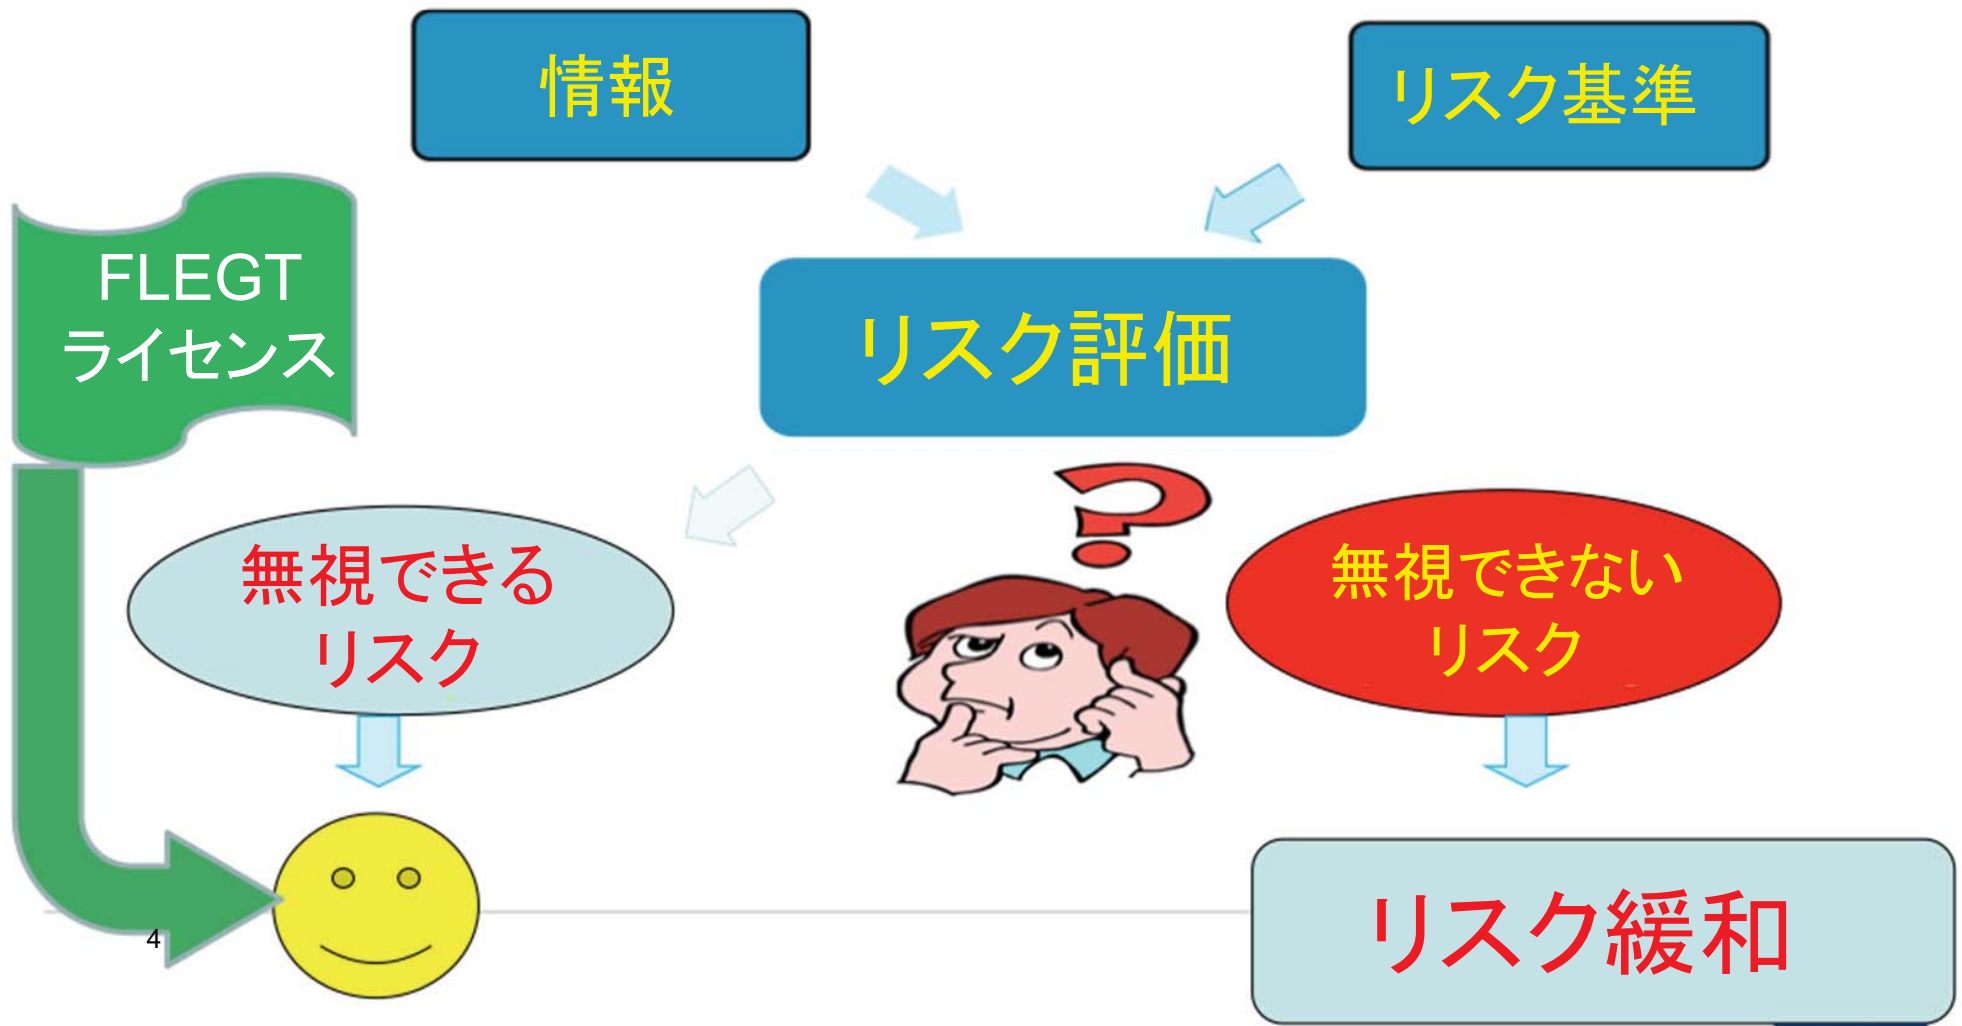 情報
リスク基準
FLEGT
ライセンス
リスク評価
無視できる
リスク
無視できない
リスク
リスク緩和
4